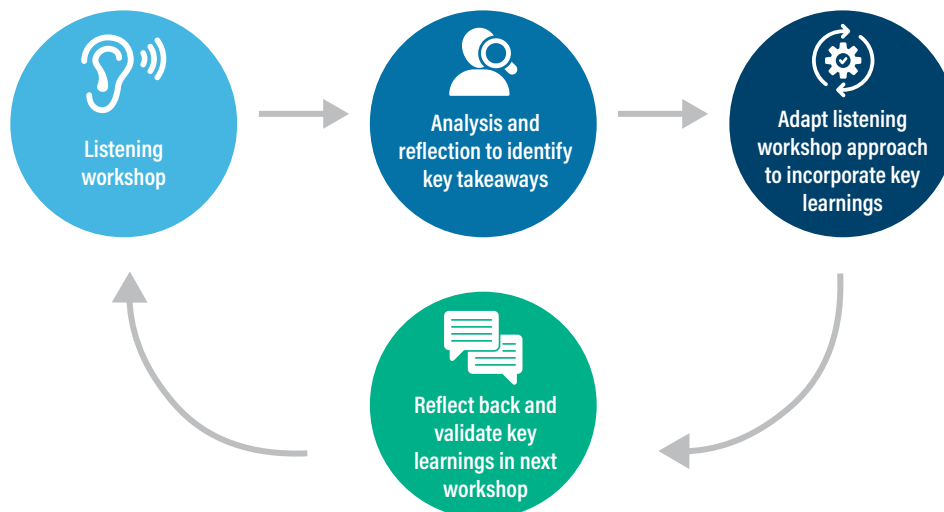 Listening
workshop
Analysis and
reflection to identify
key takeaways
Adapt listening
workshop approach
to incorporate key
learnings
Reflect back and
validate key
learnings in next
workshop